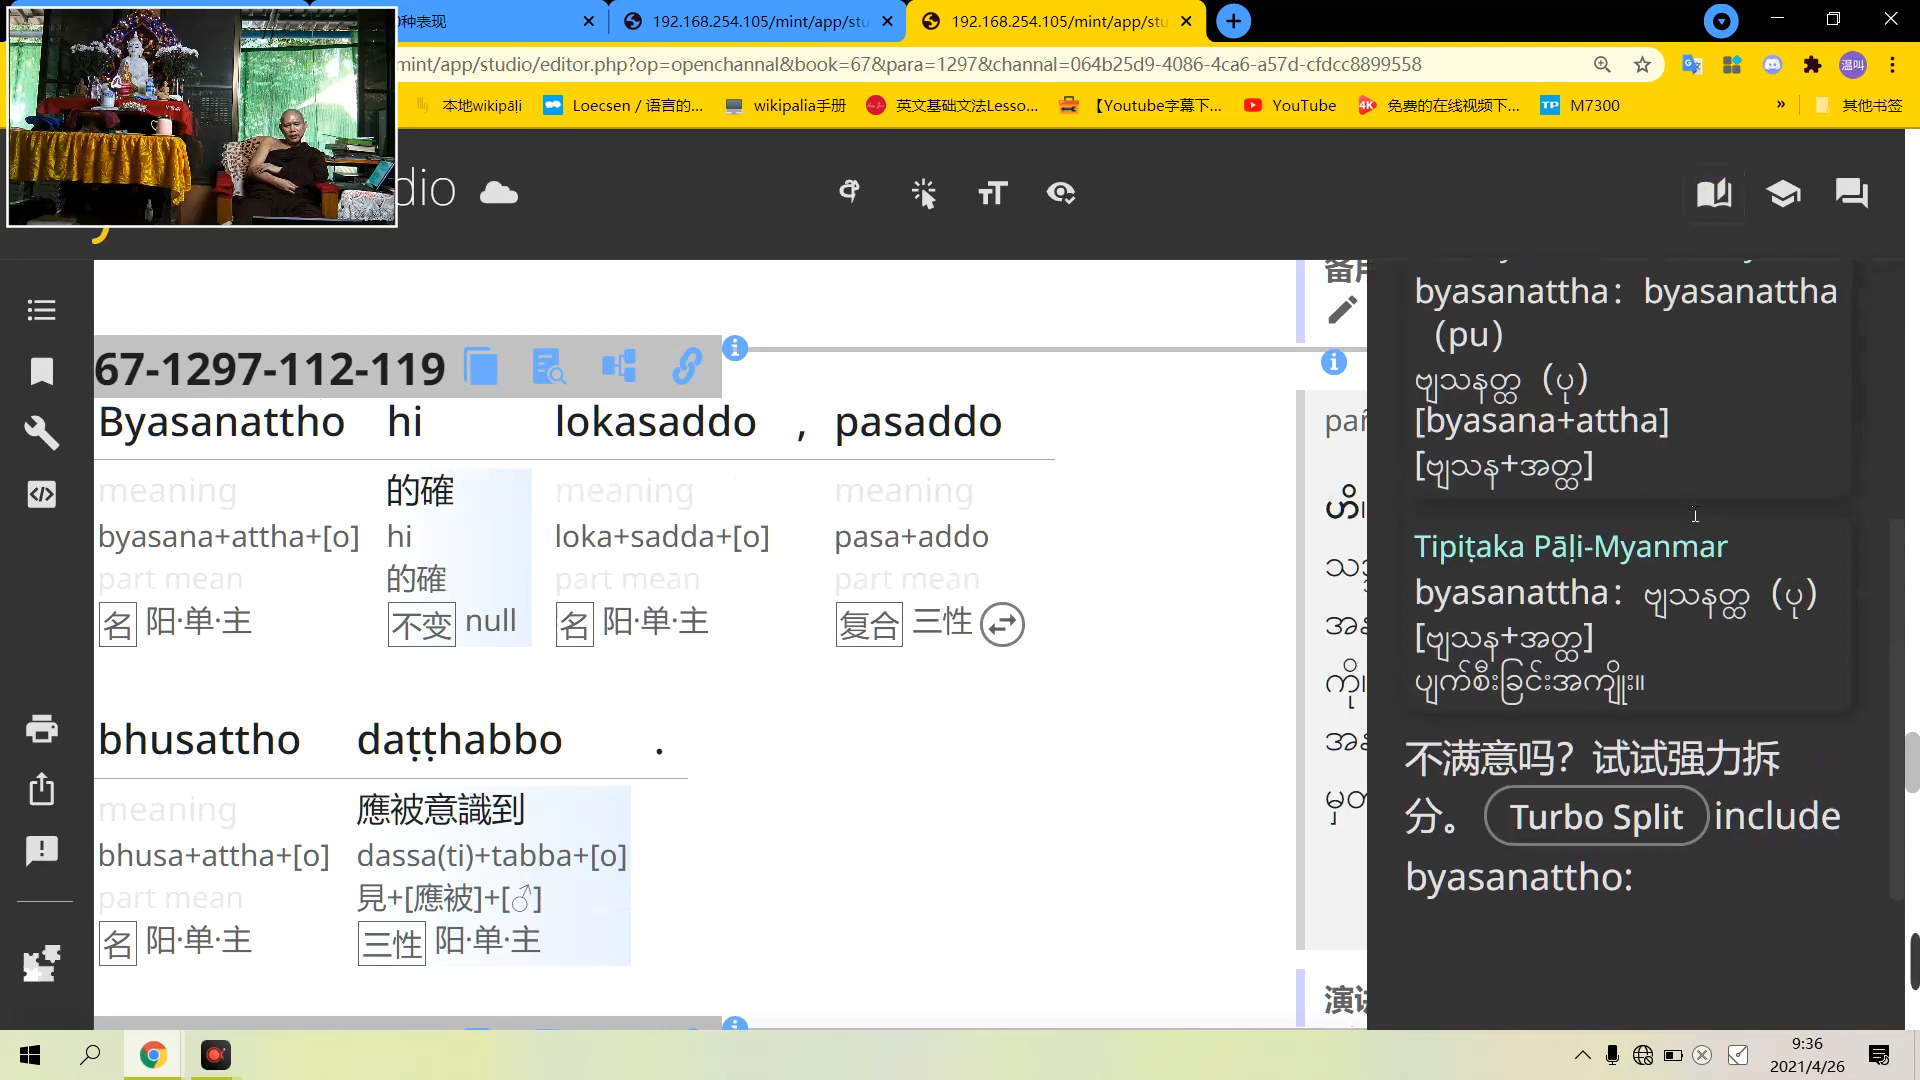 种表现
192.168.254.105/mint/app/stu
192.168.254.105/mint/app/stu
mint/app/studio/editor.php?op=openchannal&book=67&para=1297&channal=064b25d9-4086-4ca6-a57d-cfdcc8899558
温叫
本地wikipāḷi
Loecsen / 语言的...
wikipalia手册
英文基础文法Lesso...
【Youtube字幕下...
YouTube
免费的在线视频下...
M7300
»
其他书签
dio
67-1297-112-119
Byasanattho hi lokasaddo , pasaddo
meaning 的確 meaning meaning
byasana+attha+[o] hi loka+sadda+[o] pasa+addo
part mean 的確 part mean part mean
名 阳·单·主 不变 null 名 阳·单·主 复合 三性
bhusattho daṭṭhabbo .
meaning 應被意識到
bhusa+attha+[o] dassa(ti)+tabba+[o]
part mean 見+[應被]+[♂]
名 阳·单·主 三性 阳·单·主
byasanattha: byasanattha
(pu)
ဗျသနတ္ထ (ပု)
[byasana+attha]
[ဗျသန+အတ္ထ]
Tipiṭaka Pāḷi-Myanmar
byasanattha: ဗျသနတ္ထ (ပု)
[ဗျသန+အတ္ထ]
ပျက်စီးခြင်းအကျိုး။
不满意吗？试试强力拆
分。 Turbo Split include
byasanattho:
9:36
2021/4/26